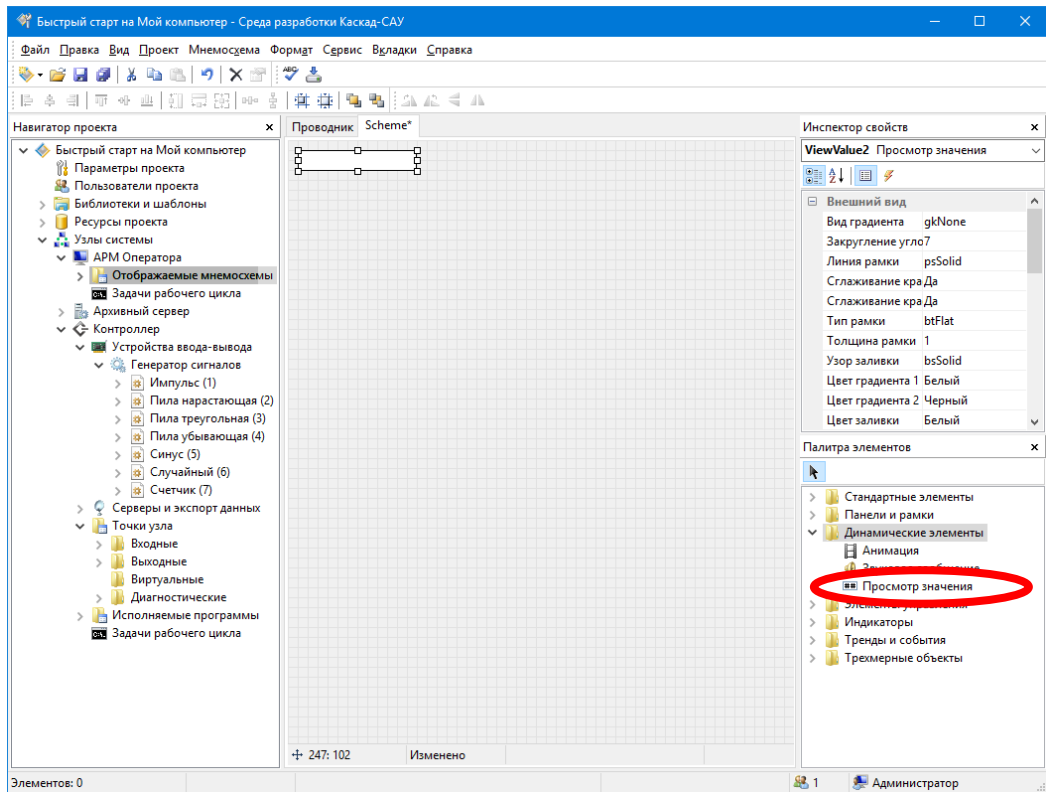 Быстрый старт на Мой компьютер - Среда разработки Каскад-САУ
Файл Правка Вид Проект Мнемосхема Формат Сервис Вкладки Справка
Навигатор проекта
Быстрый старт на Мой компьютер
Параметры проекта
Пользователи проекта
Библиотеки и шаблоны
Ресурсы проекта
Узлы системы
АРМ Оператора
Отображаемые мнемосхемы
Задачи рабочего цикла
Архивный сервер
Контроллер
Устройства ввода-вывода
Генератор сигналов
Импульс (1)
Пила нарастающая (2)
Пила треугольная (3)
Пила убывающая (4)
Синус (5)
Случайный (6)
Счетчик (7)
Серверы и экспорт данных
Точки узла
Входные
Выходные
Виртуальные
Диагностические
Исполняемые программы
Задачи рабочего цикла
Проводник Scheme*
247: 102 Изменено
Инспектор свойств
ViewValue2 Просмотр значения
Внешний вид
Вид градиента gkNone
Закругление угло 7
Линия рамки psSolid
Сглаживание кра Да
Сглаживание кра Да
Тип рамки btFlat
Толщина рамки 1
Узор заливки bsSolid
Цвет градиента 1 Белый
Цвет градиента 2 Черный
Цвет заливки Белый
Палитра элементов
Стандартные элементы
Панели и рамки
Динамические элементы
Анимация
Просмотр значения
Индикаторы
Тренды и события
Трехмерные объекты
Элементов: 0
1 Администратор